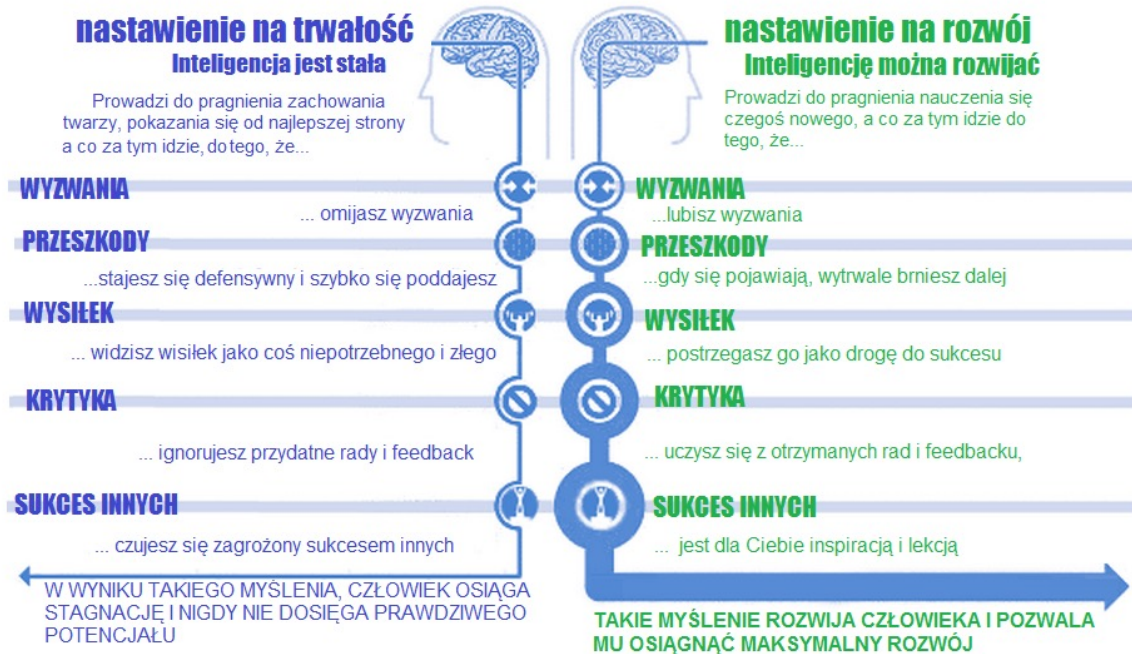 nastawienie na trwałość
Inteligencja jest stała
Prowadzi do pragnienia zachowania
twarzy, pokazania się od najlepszej strony
a co za tym idzie, do tego, że...
WYZWANIA
... omijasz wyzwania
PRZESZKODY
...stajesz się defensywny i szybko się poddajesz
WYSIŁEK
... widzisz wisiłek jako coś niepotrzebnego i złego
KRYTYKA
... ignorujesz przydatne rady i feedback
SUKCES INNYCH
... czujesz się zagrożony sukcesem innych
W WYNIKU TAKIEGO MYŚLENIA, CZŁOWIEK OSIĄGA
STAGNACJĘ I NIGDY NIE DOSIĘGA PRAWDZIWEGO
POTENCJAŁU
nastawienie na rozwój
Inteligencję można rozwijać
Prowadzi do pragnienia nauczenia się
czegoś nowego, a co za tym idzie do
tego, że...
WYZWANIA
...lubisz wyzwania
PRZESZKODY
...gdy się pojawiają, wytrwale brniesz dalej
WYSIŁEK
... postrzegasz go jako drogę do sukcesu
KRYTYKA
... uczysz się z otrzymanych rad i feedbacku,
SUKCES INNYCH
... jest dla Ciebie inspiracją i lekcją
TAKIE MYŚLENIE ROZWIJA CZŁOWIEKA I POZWALA
MU OSIĄGNĄĆ MAKSYMALNY ROZWÓJ